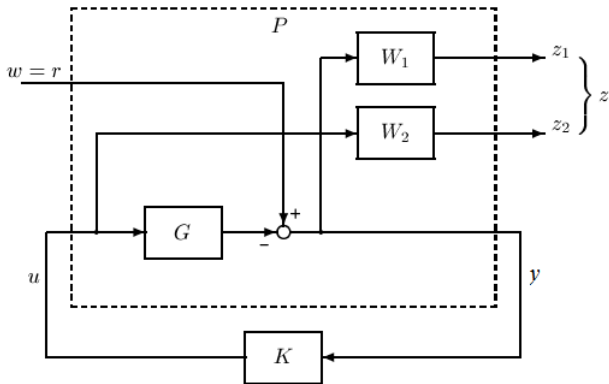 P
W₁
z₁
w = r
z
W₂
z₂
+
G
−
u
y
K